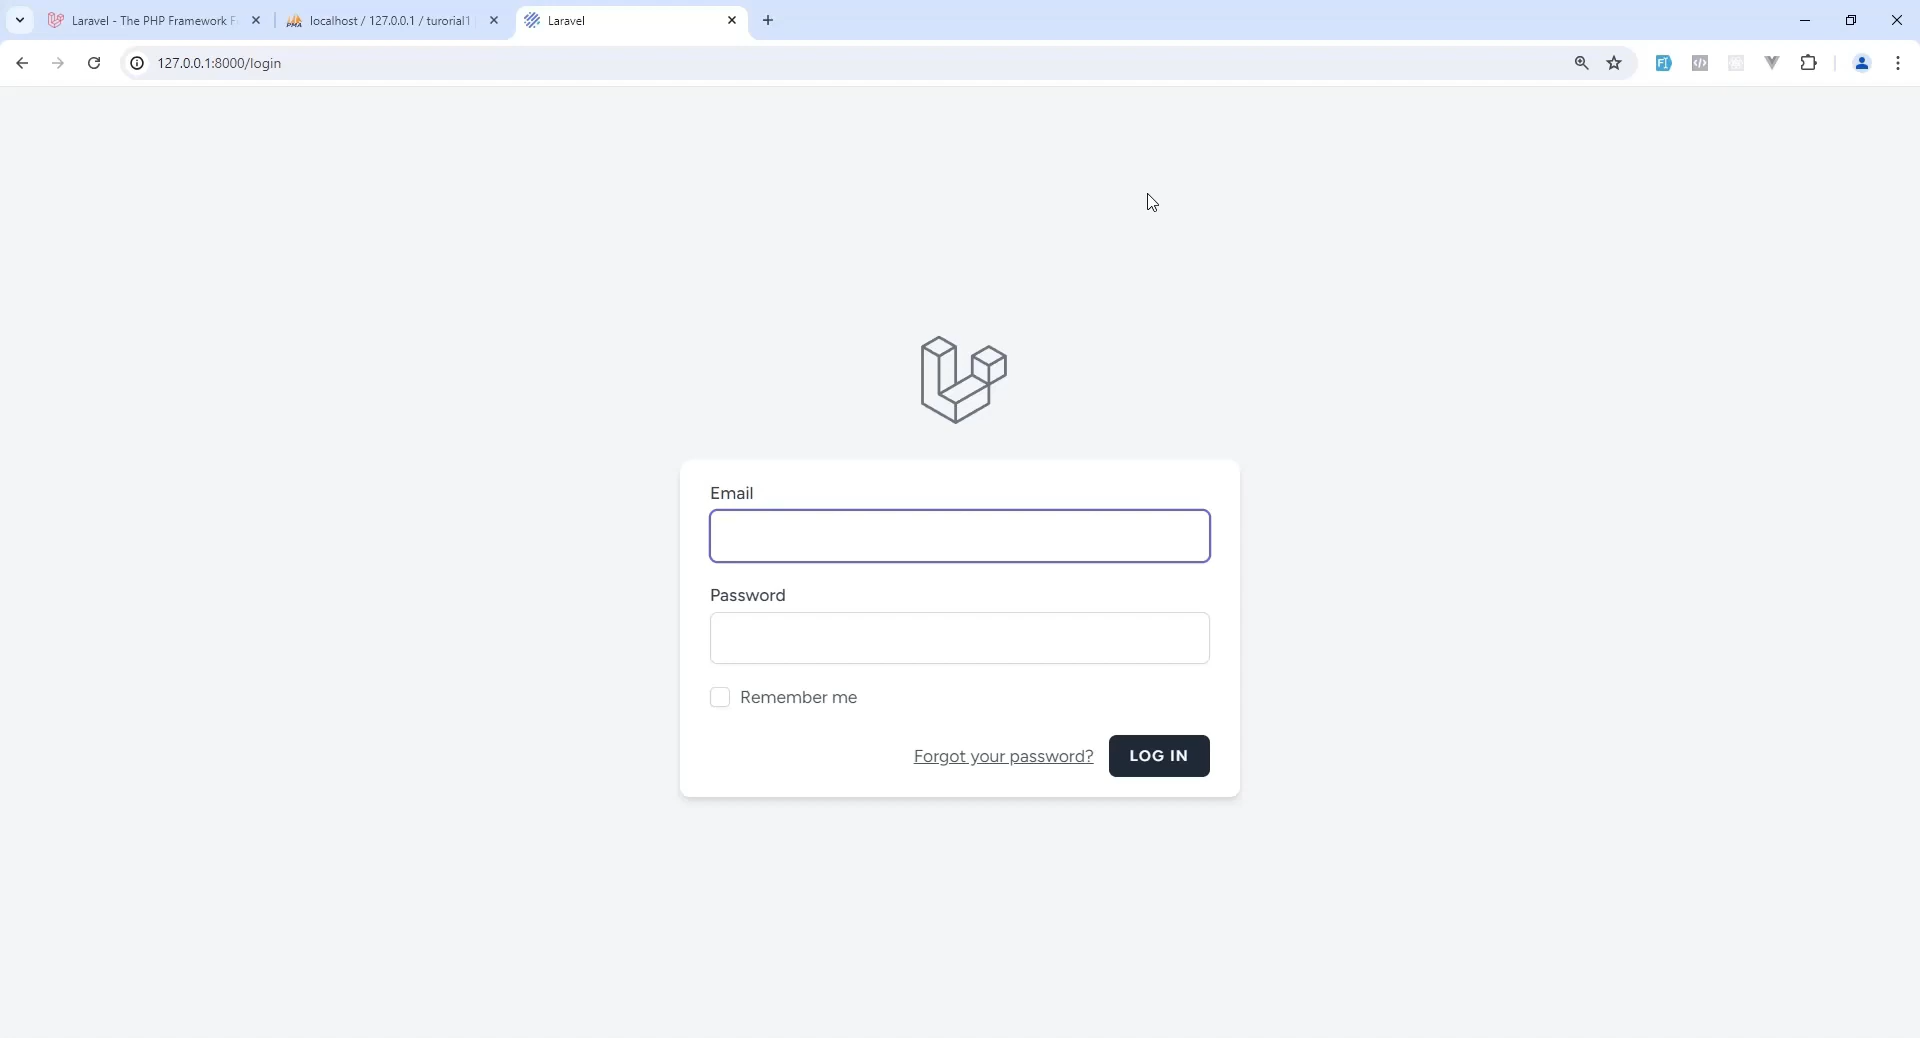 Laravel - The PHP Framework F
localhost / 127.0.0.1 / turorial1
Laravel
127.0.0.1:8000/login
Email
Password
Remember me
Forgot your password?
LOG IN